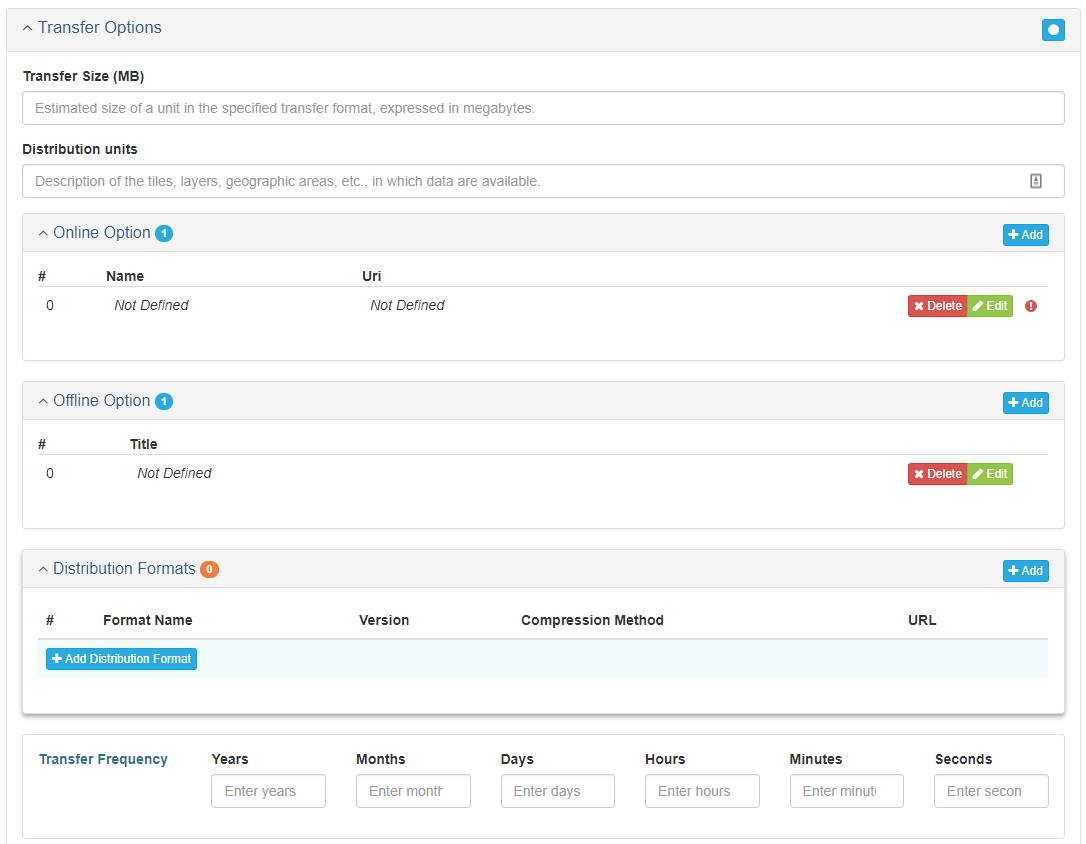 Transfer Options
Transfer Size (MB)
Estimated size of a unit in the specified transfer format, expressed in megabytes.
Distribution units
Description of the tiles, layers, geographic areas, etc., in which data are available.
Online Option 1 Add
# Name Uri
0 Not Defined Not Defined Delete Edit
Offline Option 1 Add
# Title
0 Not Defined Delete Edit
Distribution Formats 0 Add
# Format Name Version Compression Method URL
Add Distribution Format
Transfer Frequency Years Months Days Hours Minutes Seconds
Enter years Enter month Enter days Enter hours Enter minut Enter secon